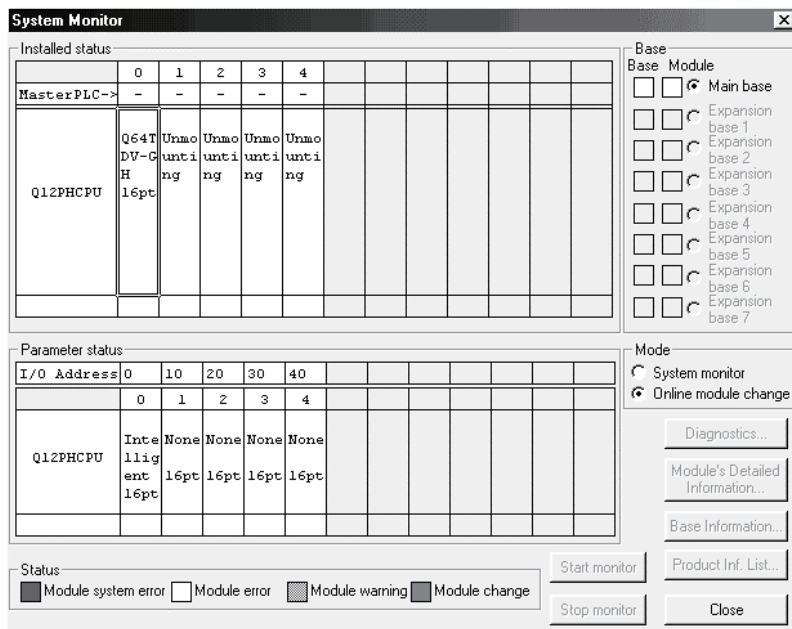 System Monitor
Installed status
0 1 2 3 4
MasterPLC-> - - - - -
Q12PHCPU
Q64T
DV-G
H
16pt
Unmo
unti
ng
Unmo
unti
ng
Unmo
unti
ng
Unmo
unti
ng
Base
Base Module
Main base
Expansion
base 1
Expansion
base 2
Expansion
base 3
Expansion
base 4
Expansion
base 5
Expansion
base 6
Expansion
base 7
Parameter status
I/O Address 0 10 20 30 40
0 1 2 3 4
Q12PHCPU
Inte
llig
ent
16pt
None
16pt
None
16pt
None
16pt
None
16pt
Mode
System monitor
Online module change
Diagnostics...
Module's Detailed
Information...
Base Information...
Product Inf. List...
Status
Module system error Module error Module warning Module change
Start monitor
Stop monitor
Close